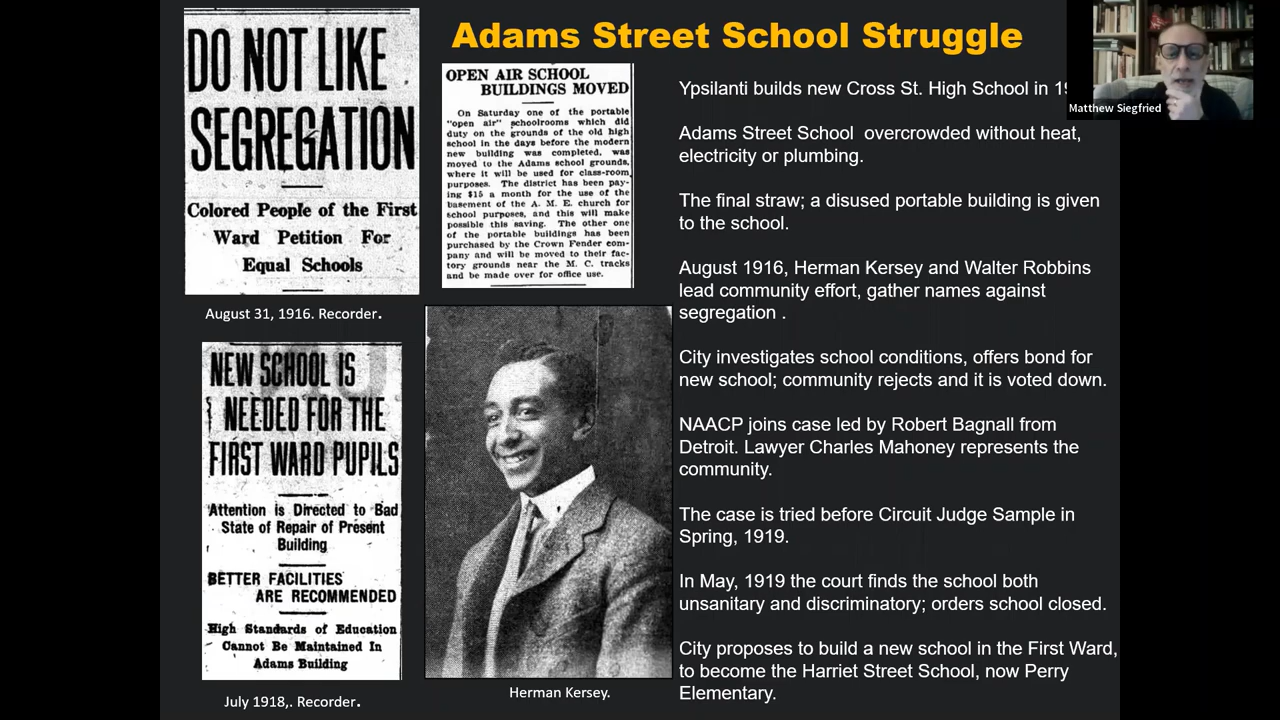 Adams Street School Struggle
DO NOT LIKE
SEGREGATION
Colored People of the First
Ward Petition For
Equal Schools
August 31, 1916. Recorder.
NEW SCHOOL IS
NEEDED FOR THE
FIRST WARD PUPILS
Attention is Directed to Bad
State of Repair of Present
Building
BETTER FACILITIES
ARE RECOMMENDED
High Standards of Education
Cannot Be Maintained In
Adams Building
July 1918,. Recorder.
OPEN AIR SCHOOL
BUILDINGS MOVED
On Saturday one of the portable
"open air" schoolrooms which did
duty on the grounds of the old high
school in the days before the modern
new building was completed, was
moved to the Adams school grounds,
where it will be used for class-room
purposes. The district has been pay-
ing $15 a month for the use of the
basement of the A. M. E. church for
school purposes, and this will make
possible this saving. The other one
of the portable buildings has been
purchased by the Crown Fender com-
pany and will be moved to their fac-
tory grounds near the M. C. tracks
and be made over for office use.
Herman Kersey.
Ypsilanti builds new Cross St. High School in
Adams Street School overcrowded without heat,
electricity or plumbing.
The final straw; a disused portable building is given
to the school.
August 1916, Herman Kersey and Walter Robbins
lead community effort, gather names against
segregation .
City investigates school conditions, offers bond for
new school; community rejects and it is voted down.
NAACP joins case led by Robert Bagnall from
Detroit. Lawyer Charles Mahoney represents the
community.
The case is tried before Circuit Judge Sample in
Spring, 1919.
In May, 1919 the court finds the school both
unsanitary and discriminatory; orders school closed.
City proposes to build a new school in the First Ward,
to become the Harriet Street School, now Perry
Elementary.
Matthew Siegfried